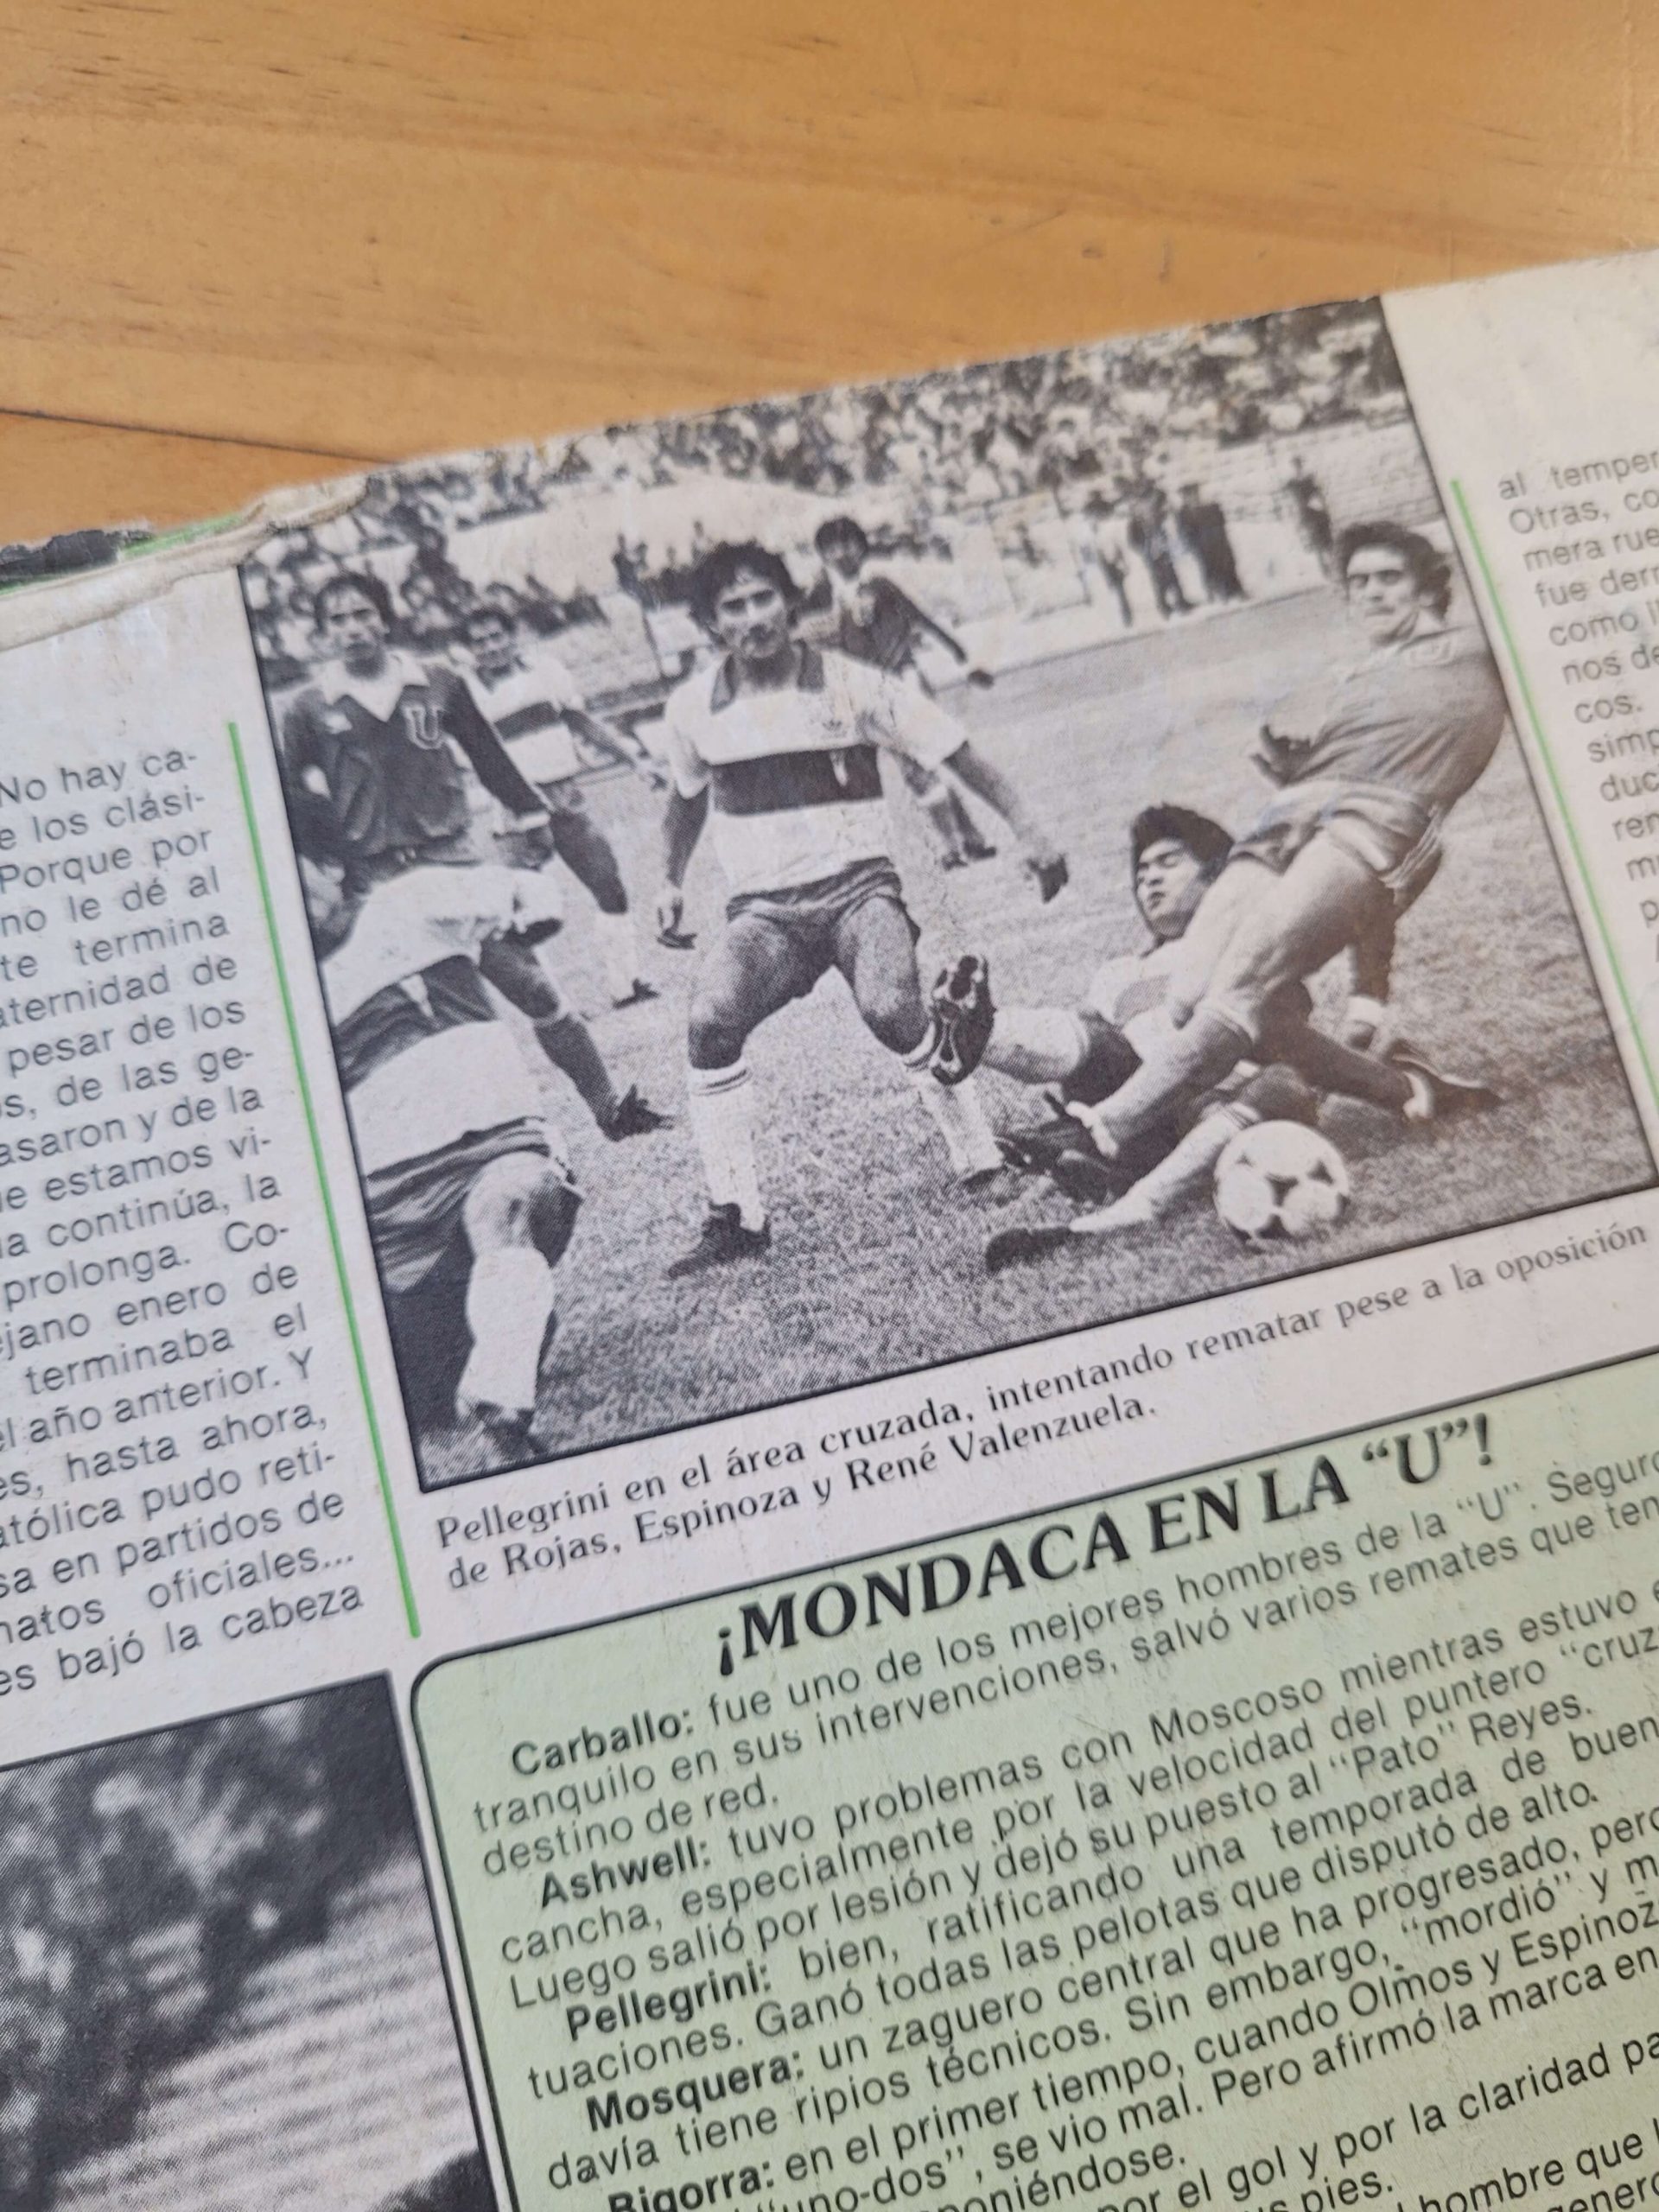 No hay ca-
e los clási-
Porque por
no le dé al
te termina
aternidad de
pesar de los
s, de las ge-
asaron y de la
e estamos vi-
la continúa, la
prolonga. Co-
ejano enero de
terminaba el
el año anterior. Y
es, hasta ahora,
atólica pudo reti-
sa en partidos de
natos oficiales...
es bajó la cabeza
U
Pellegrini en el área cruzada, intentando rematar pese a la oposición
de Rojas, Espinoza y René Valenzuela.
¡MONDACA EN LA “U”!
Carballo: fue uno de los mejores hombres de la “U”. Seguro
tranquilo en sus intervenciones, salvó varios remates que ten
destino de red.
Ashwell: tuvo problemas con Moscoso mientras estuvo e
cancha, especialmente por la velocidad del puntero “cruz
Luego salió por lesión y dejó su puesto al “Pato” Reyes.
Pellegrini: bien, ratificando una temporada de buen
tuaciones. Ganó todas las pelotas que disputó de alto.
Mosquera: un zaguero central que ha progresado, pero
davía tiene ripios técnicos. Sin embargo, “mordió” y m
Bigorra: en el primer tiempo, cuando Olmos y Espinoz
“uno-dos”, se vio mal. Pero afirmó la marca en
poniéndose.
por el gol y por la claridad pa
s pies.
hombre que l
genero
al temper
Otras, co
mera rue
fue derr
como ll
nos de
cos.
simp
duc
ren
mu
p